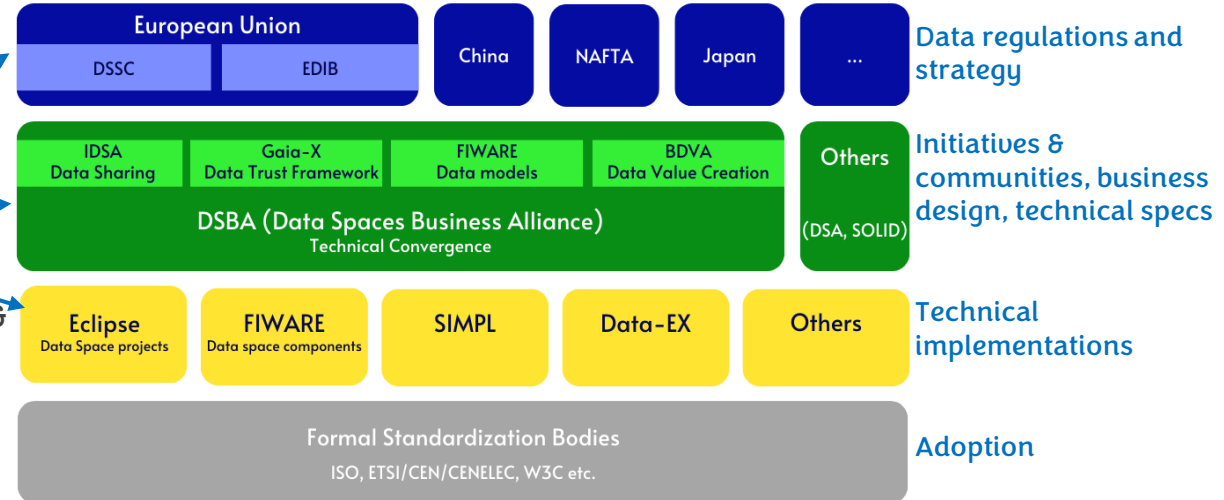 European Union
DSSC
EDIB
China
NAFTA
Japan
...
Data regulations and
strategy
IDSA
Data Sharing
Gaia-X
Data Trust Framework
FIWARE
Data models
BDVA
Data Value Creation
DSBA (Data Spaces Business Alliance)
Technical Convergence
Others
(DSA, SOLID)
Initiatives &
communities, business
design, technical specs
&
Eclipse
Data Space projects
FIWARE
Data space components
SIMPL
Data-EX
Others
Technical
implementations
Formal Standardization Bodies
ISO, ETSI/CEN/CENELEC, W3C etc.
Adoption